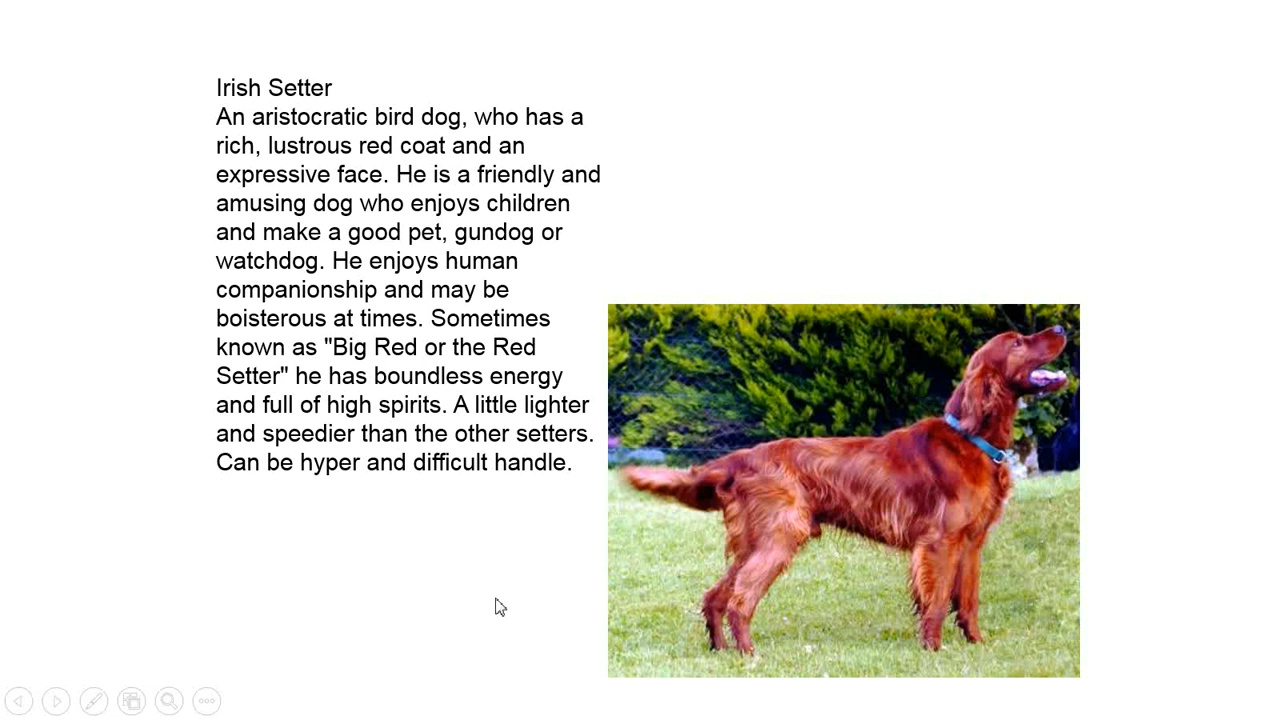 Irish Setter
An aristocratic bird dog, who has a
rich, lustrous red coat and an
expressive face. He is a friendly and
amusing dog who enjoys children
and make a good pet, gundog or
watchdog. He enjoys human
companionship and may be
boisterous at times. Sometimes
known as "Big Red or the Red
Setter" he has boundless energy
and full of high spirits. A little lighter
and speedier than the other setters.
Can be hyper and difficult handle.